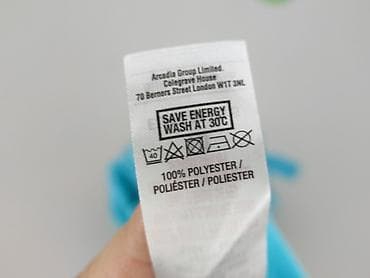 Arcadia Group Limited.
Colegrave House
70 Berners Street London W1T 3NL
SAVE ENERGY
WASH AT 30°C
40
100% POLYESTER /
POLIÉSTER / POLIESTER